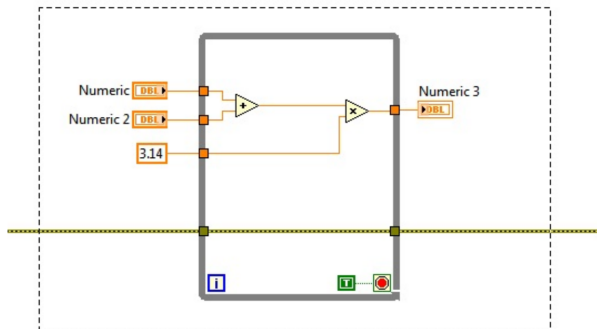 Numeric DBL
Numeric 2 DBL
3.14
+
×
Numeric 3
DBL
i
T